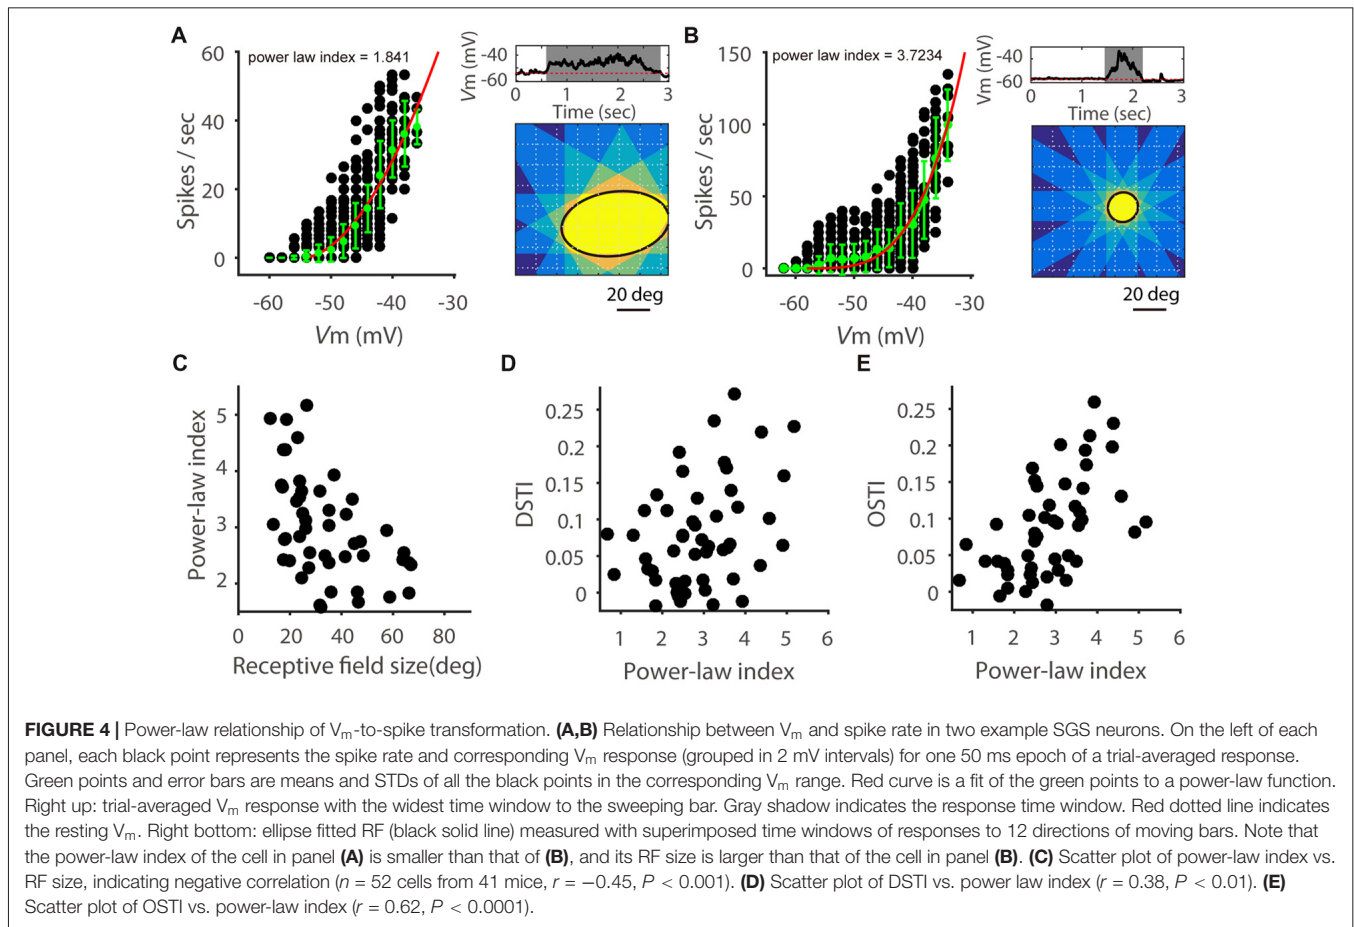 A
power law index = 1.841
Spikes / sec
60
40
20
0
-60
-50
-40
-30
Vm (mV)
Vm (mV)
-40
-60
0
1
2
3
Time (sec)
20 deg
B
power law index = 3.7234
Spikes / sec
150
100
50
0
-60
-50
-40
-30
Vm (mV)
Vm (mV)
-40
-60
0
1
2
3
Time (sec)
20 deg
C
Power-law index
5
4
3
2
0
20
40
60
80
Receptive field size(deg)
D
DSTI
0.25
0.2
0.15
0.1
0.05
0
1
2
3
4
5
6
Power-law index
E
OSTI
0.25
0.2
0.15
0.1
0.05
0
1
2
3
4
5
6
Power-law index
FIGURE 4 | Power-law relationship of Vm-to-spike transformation. (A,B) Relationship between Vm and spike rate in two example SGS neurons. On the left of each
panel, each black point represents the spike rate and corresponding Vm response (grouped in 2 mV intervals) for one 50 ms epoch of a trial-averaged response.
Green points and error bars are means and STDs of all the black points in the corresponding Vm range. Red curve is a fit of the green points to a power-law function.
Right up: trial-averaged Vm response with the widest time window to the sweeping bar. Gray shadow indicates the response time window. Red dotted line indicates
the resting Vm. Right bottom: ellipse fitted RF (black solid line) measured with superimposed time windows of responses to 12 directions of moving bars. Note that
the power-law index of the cell in panel (A) is smaller than that of (B), and its RF size is larger than that of the cell in panel (B). (C) Scatter plot of power-law index vs.
RF size, indicating negative correlation (n = 52 cells from 41 mice, r = −0.45, P < 0.001). (D) Scatter plot of DSTI vs. power law index (r = 0.38, P < 0.01). (E)
Scatter plot of OSTI vs. power-law index (r = 0.62, P < 0.0001).